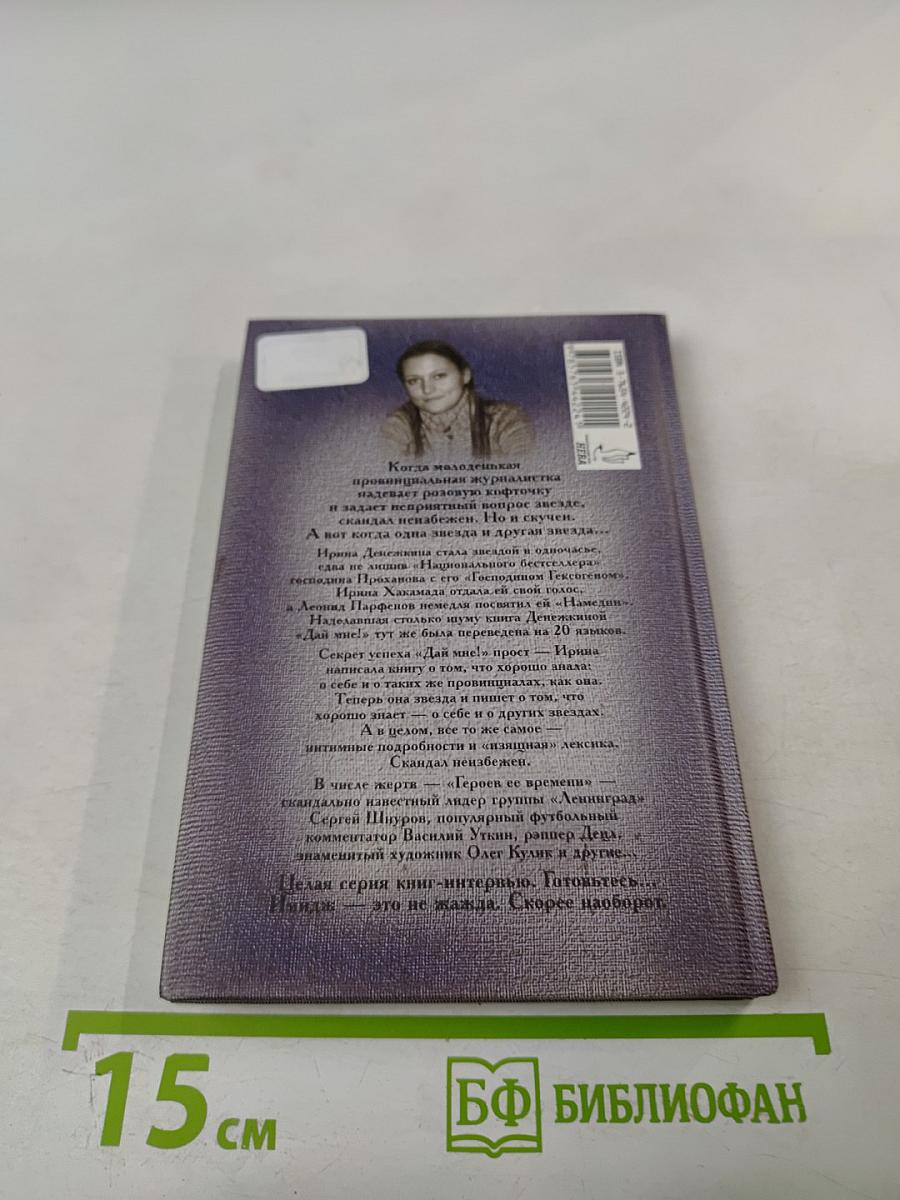 ISBN 5-7654-4224-2
НЕВА
Когда молоденькая
провинциальная журналистка
надевает розовую кофточку
и задает неприятный вопрос звезде,
скандал неизбежен. Но и скучен.
А вот когда одна звезда и другая звезда...
Ирина Денежкина стала звездой в одночасье,
едва не лишив «Национального бестселлера»
господина Проханова с его «Господином Гексогеном».
Ирина Хакамада отдала ей свой голос,
а Леонид Парфенов немедля посвятил ей «Намедни».
Наделавшая столько шуму книга Денежкиной
«Дай мне!» тут же была переведена на 20 языков.
Секрет успеха «Дай мне!» прост — Ирина
написала книгу о том, что хорошо знала:
о себе и о таких же провинциалах, как она.
Теперь она звезда и пишет о том, что
хорошо знает — о себе и о других звездах.
А в целом, все то же самое —
интимные подробности и «изящная» лексика.
Скандал неизбежен.
В числе жертв — «Героев ее времени» —
скандально известный лидер группы «Ленинград»
Сергей Шнуров, популярный футбольный
комментатор Василий Уткин, рэппер Децл,
знаменитый художник Олег Кулик и другие...
Целая серия книг-интервью. Готовьтесь...
Имидж — это не жажда. Скорее наоборот.
15 см
БФ БИБЛИОФАН